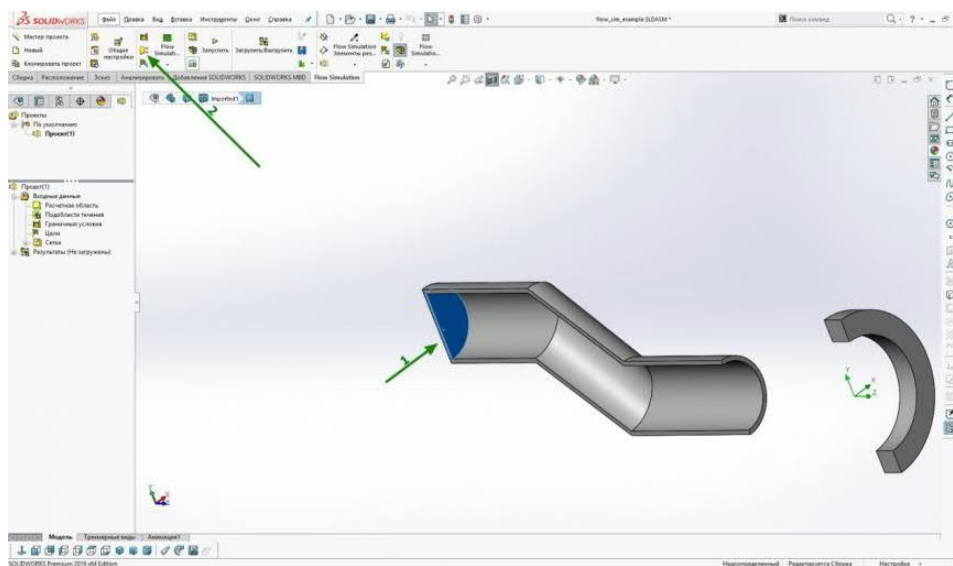 SOLIDWORKS Файл Правка Вид Вставка Инструменты Окно Справка flow_sim_example.SLDASM * Поиск команд
Мастер проекта
Новый
Клонировать проект
Общие настройки
Flow Simulati...
Запустить
Загрузить/Выгрузить
Flow Simulation Элементы рез...
Flow Simulatio...
Сборка Расположение Эскиз Анализировать Добавления SOLIDWORKS SOLIDWORKS MBD Flow Simulation
Imported1
2
Проекты
По умолчанию
Проект(1)
Проект(1)
Входные данные
Расчетная область
Подобласти течения
Граничные условия
Цели
Сетка
Результаты (Не загружены)
1
Y
X
Z
Модель Трехмерные виды Анимация1
SOLIDWORKS Premium 2016 x64 Edition Недоопределенный Редактируется Сборка Настройка